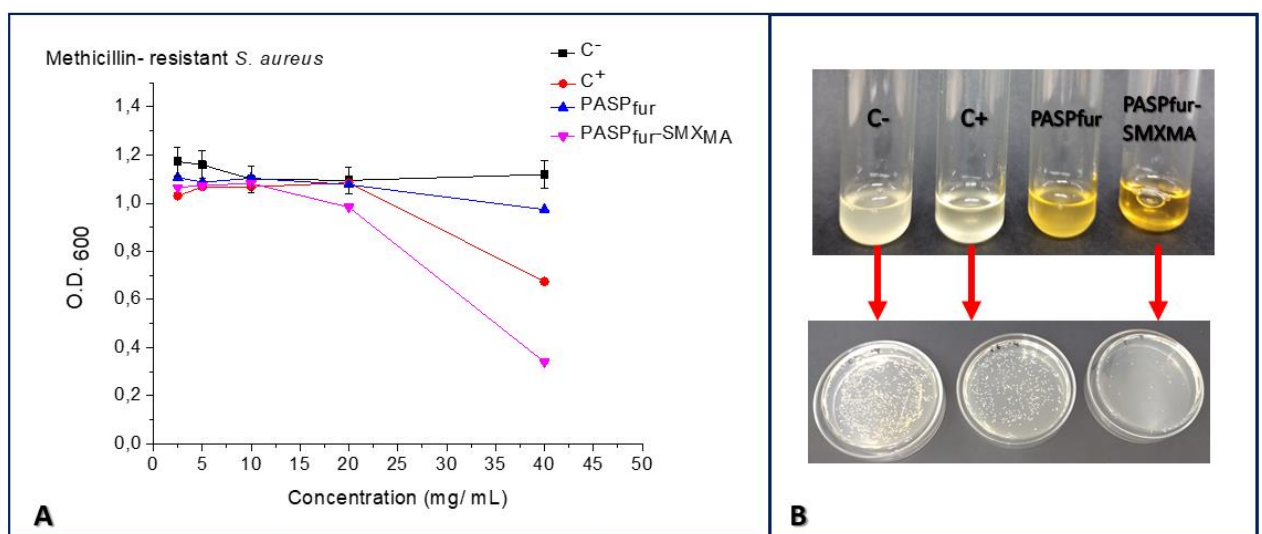 Methicillin- resistant S. aureus
C-
C+
PASPfur
PASPfur-SMXMA
1,4
1,2
1,0
0,8
0,6
0,4
0,2
0,0
O.D. 600
0 5 10 15 20 25 30 35 40 45 50
Concentration (mg/ mL)
A
C-
C+
PASPfur
PASPfur-
SMXMA
B